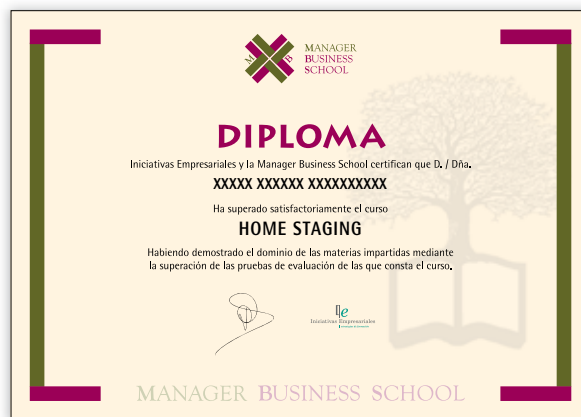 M B
MANAGER
BUSINESS
SCHOOL
DIPLOMA
Iniciativas Empresariales y la Manager Business School certifican que D. / Dña.
XXXXX XXXXXX XXXXXXXXXX
Ha superado satisfactoriamente el curso
HOME STAGING
Habiendo demostrado el dominio de las materias impartidas mediante
la superación de las pruebas de evaluación de las que consta el curso.
Iniciativas Empresariales
MANAGER BUSINESS SCHOOL